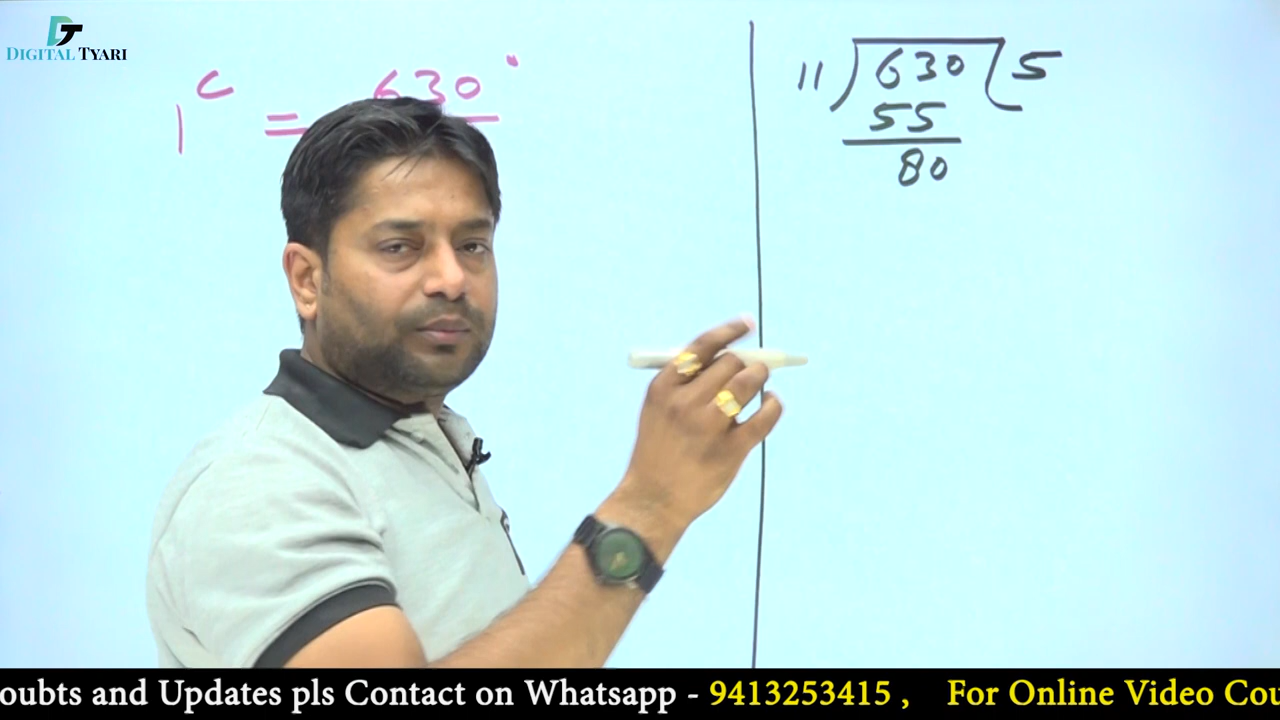 DIGITAL TYARI
1ᶜ = 630°
11 ) 630 ( 5
55
80
oubts and Updates pls Contact on Whatsapp - 9413253415 , For Online Video Cou